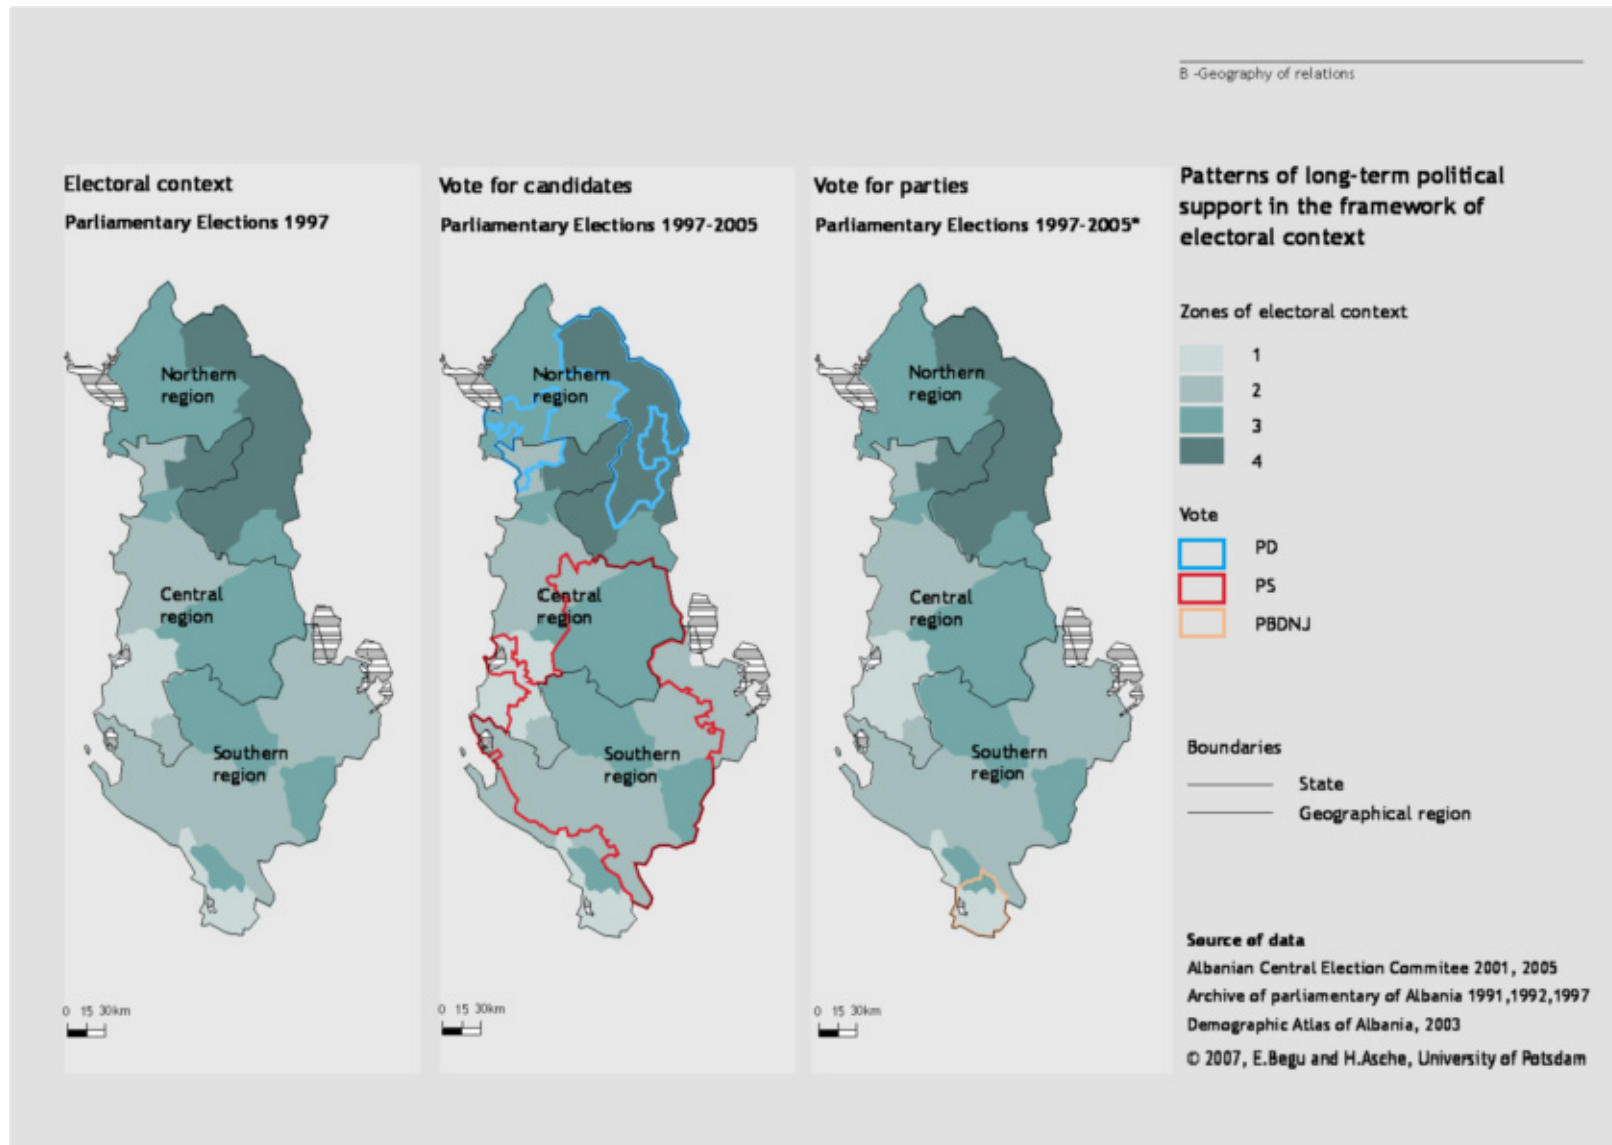 B -Geography of relations
Electoral context
Parliamentary Elections 1997
Northern
region
Central
region
Southern
region
0 15 30km
Vote for candidates
Parliamentary Elections 1997-2005
Northern
region
Central
region
Southern
region
0 15 30km
Vote for parties
Parliamentary Elections 1997-2005*
Northern
region
Central
region
Southern
region
0 15 30km
Patterns of long-term political
support in the framework of
electoral context
Zones of electoral context
1
2
3
4
Vote
PD
PS
PBDNJ
Boundaries
State
Geographical region
Source of data
Albanian Central Election Commitee 2001, 2005
Archive of parliamentary of Albania 1991,1992,1997
Demographic Atlas of Albania, 2003
© 2007, E.Begu and H.Asche, University of Potsdam